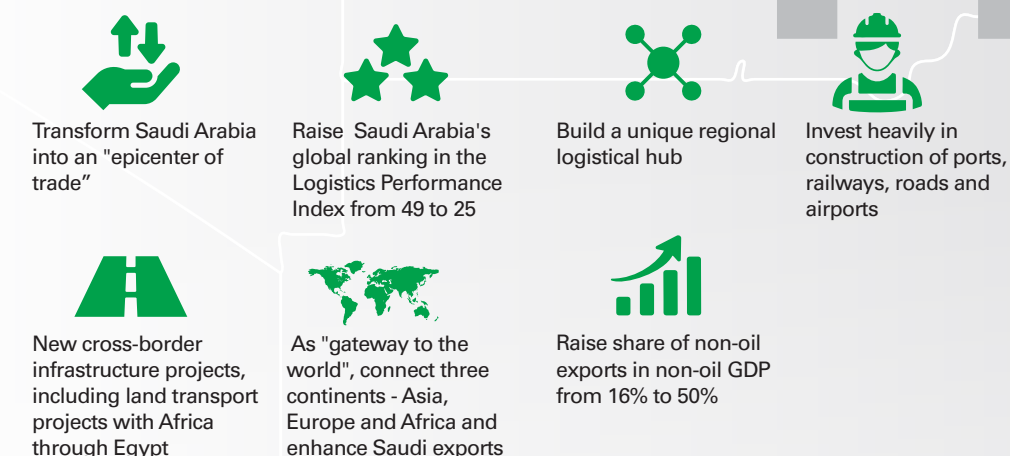 Transform Saudi Arabia
into an "epicenter of
trade”
Raise Saudi Arabia's
global ranking in the
Logistics Performance
Index from 49 to 25
Build a unique regional
logistical hub
Invest heavily in
construction of ports,
railways, roads and
airports
New cross-border
infrastructure projects,
including land transport
projects with Africa
through Egypt
As "gateway to the
world", connect three
continents - Asia,
Europe and Africa and
enhance Saudi exports
Raise share of non-oil
exports in non-oil GDP
from 16% to 50%